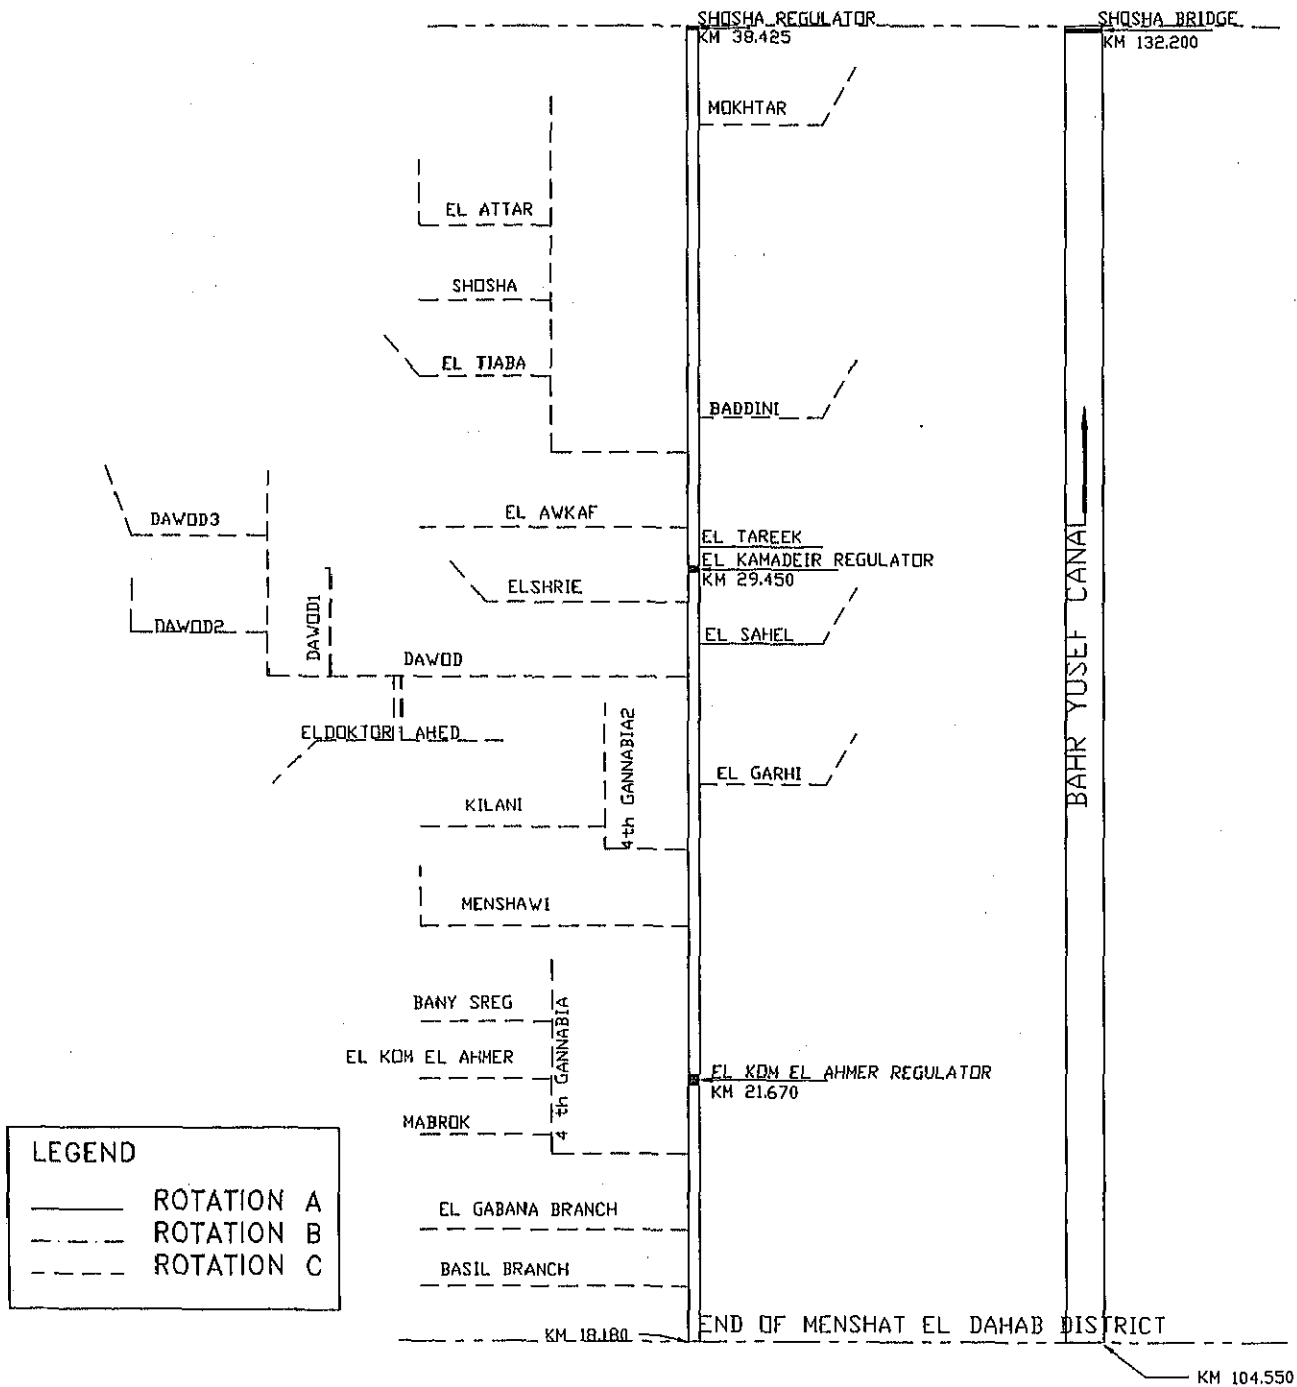 SHOSHA REGULATOR
KM 38.425
SHOSHA BRIDGE
KM 132.200
MOKHTAR
EL ATTAR
SHOSHA
EL TIABA
BADDINI
DAWOD3
EL AWKAF
EL TAREEK
EL KAMADEIR REGULATOR
KM 29.450
ELSHRIE
DAWOD2
DAWOD1
EL SAHEL
DAWOD
BAHR YUSEF CANAL
ELDOKTOR
LAHED
4th GANNABIA2
EL GARHI
KILANI
MENSHAWI
BANY SREG
4 th GANNABIA
EL KOM EL AHMER
EL KOM EL AHMER REGULATOR
KM 21.670
MABROK
LEGEND
ROTATION A
ROTATION B
ROTATION C
EL GABANA BRANCH
BASIL BRANCH
KM 18.180
END OF MENSHAT EL DAHAB DISTRICT
KM 104.550